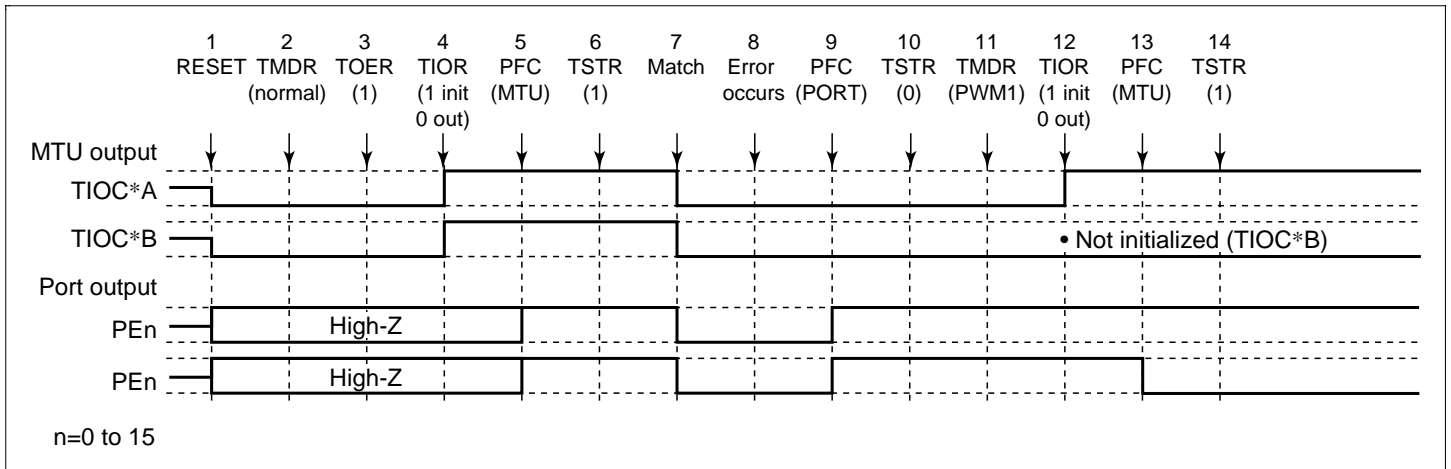 1 2 3 4 5 6 7 8 9 10 11 12 13 14
RESET TMDR TOER TIOR PFC TSTR Match Error PFC TSTR TMDR TIOR PFC TSTR
(normal) (1) (1 init (MTU) (1) occurs (PORT) (0) (PWM1) (1 init (MTU) (1)
0 out) 0 out)
MTU output
TIOC*A
TIOC*B • Not initialized (TIOC*B)
Port output
PEn High-Z
PEn High-Z
n=0 to 15